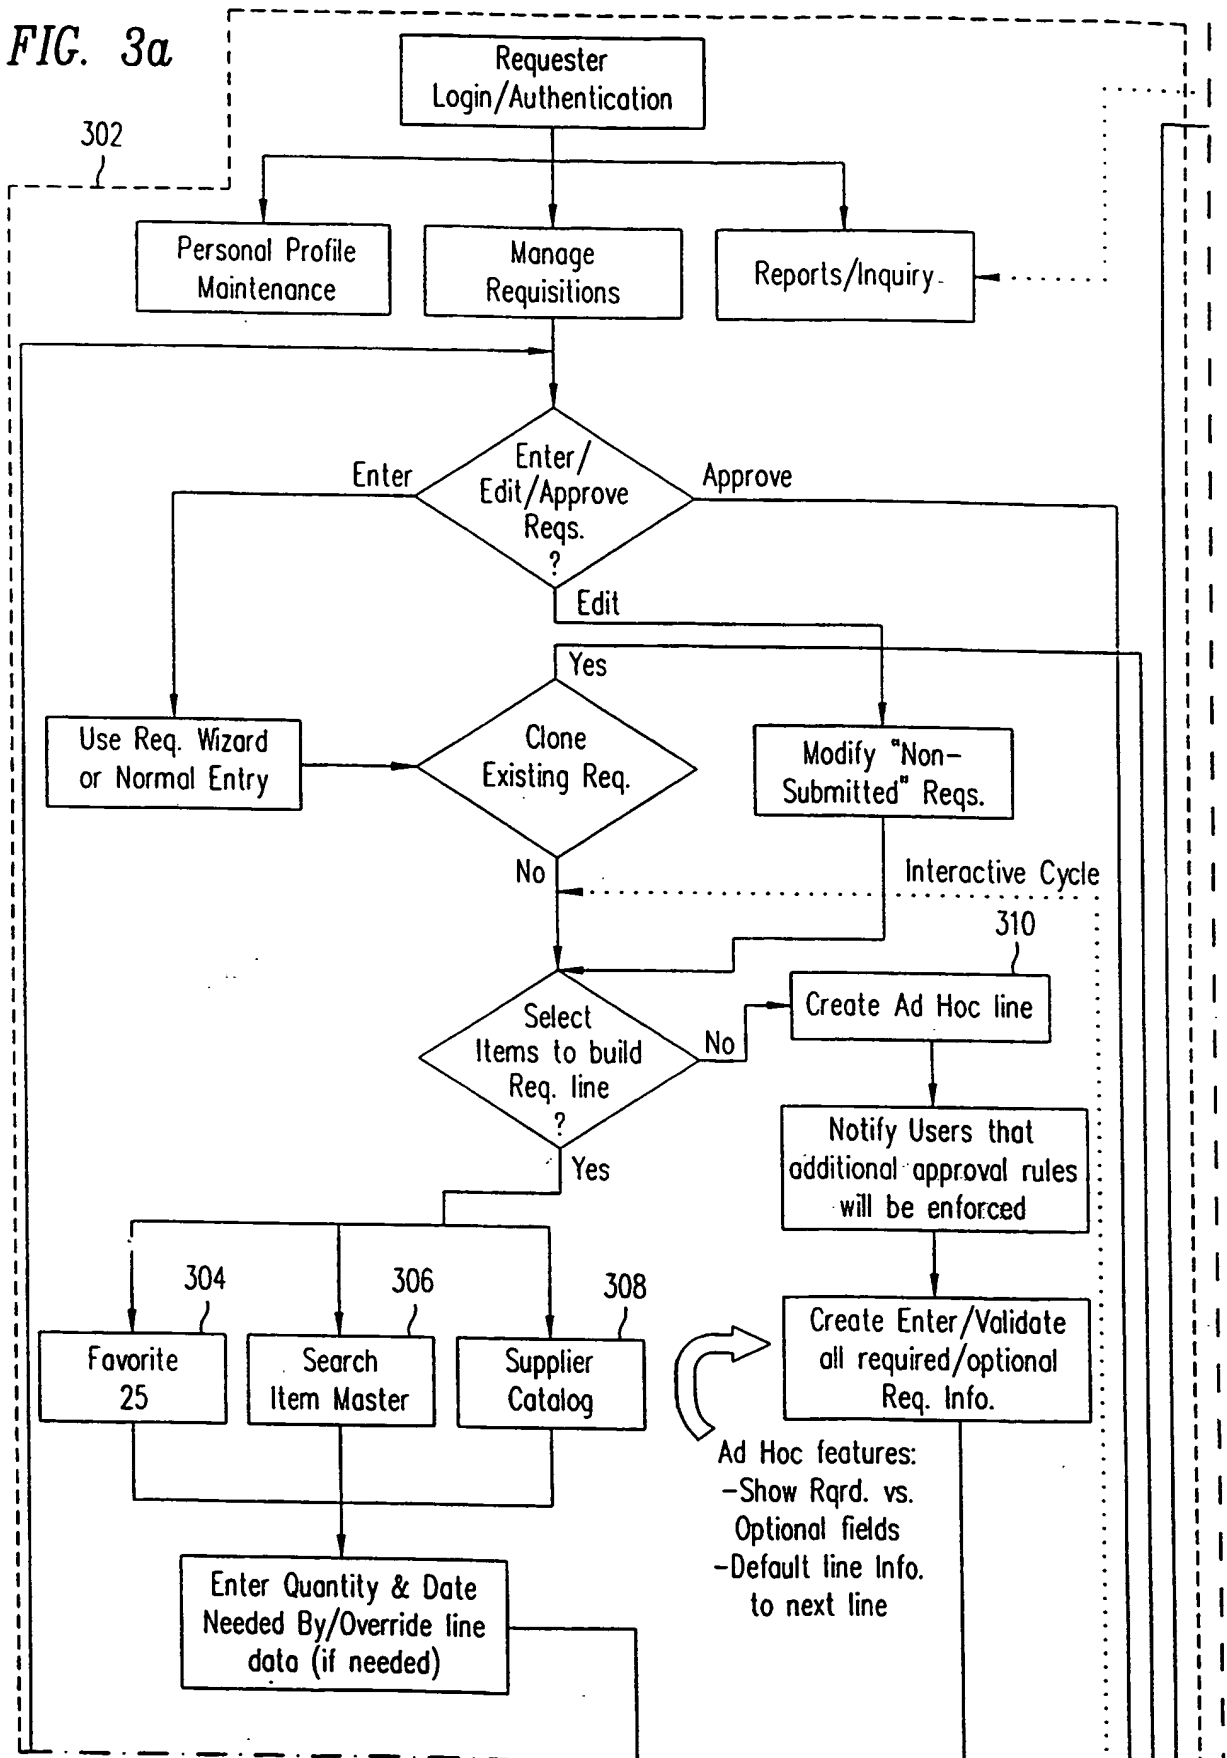 FIG. 3a
Requester
Login/Authentication
302
Personal Profile
Maintenance
Manage
Requisitions
Reports/Inquiry
Enter/
Edit/Approve
Reqs.
?
Enter
Approve
Edit
Use Req. Wizard
or Normal Entry
Clone
Existing Req.
Yes
No
Modify "Non-
Submitted" Reqs.
Interactive Cycle
310
Select
Items to build
Req. line
?
No
Yes
Create Ad Hoc line
Notify Users that
additional approval rules
will be enforced
304
306
308
Favorite
25
Search
Item Master
Supplier
Catalog
Create Enter/Validate
all required/optional
Req. Info.
Ad Hoc features:
-Show Rqrd. vs.
Optional fields
-Default line Info.
to next line
Enter Quantity & Date
Needed By/Override line
data (if needed)